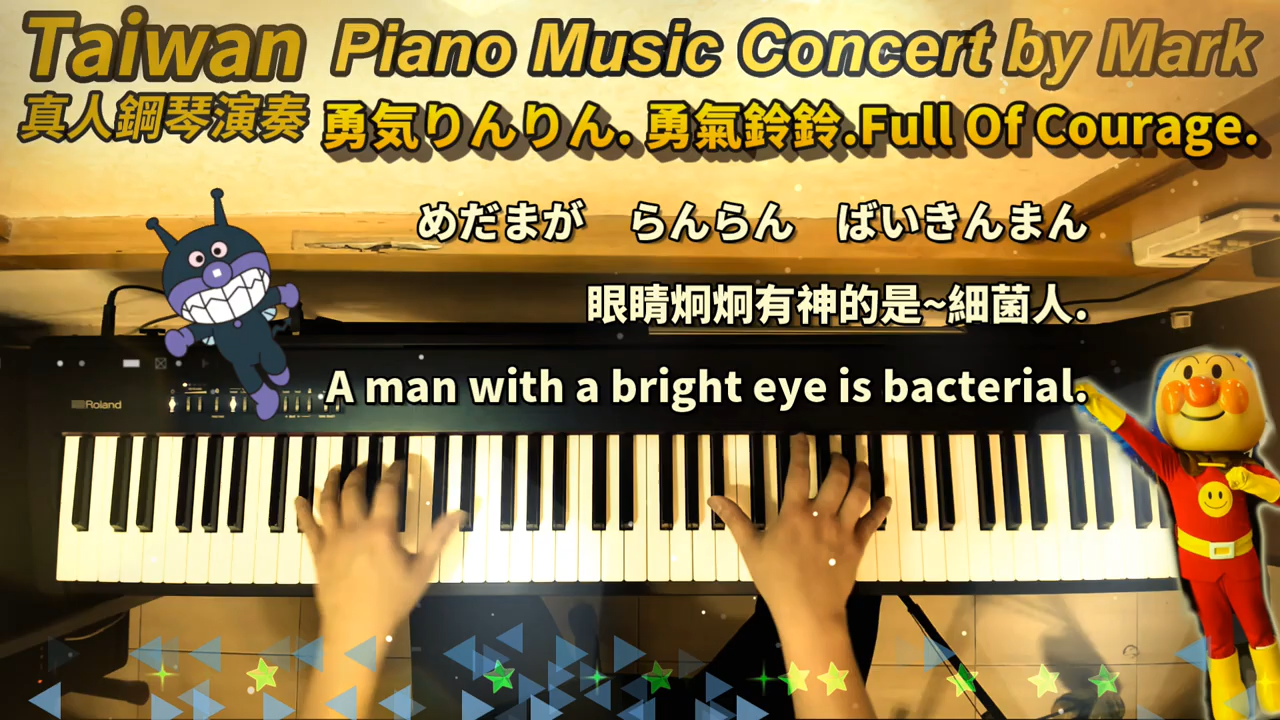 Taiwan Piano Music Concert by Mark
真人鋼琴演奏 勇気りんりん. 勇氣鈴鈴.Full Of Courage.
めだまが　らんらん　ばいきんまん
眼睛炯炯有神的是~細菌人.
A man with a bright eye is bacterial.
Roland